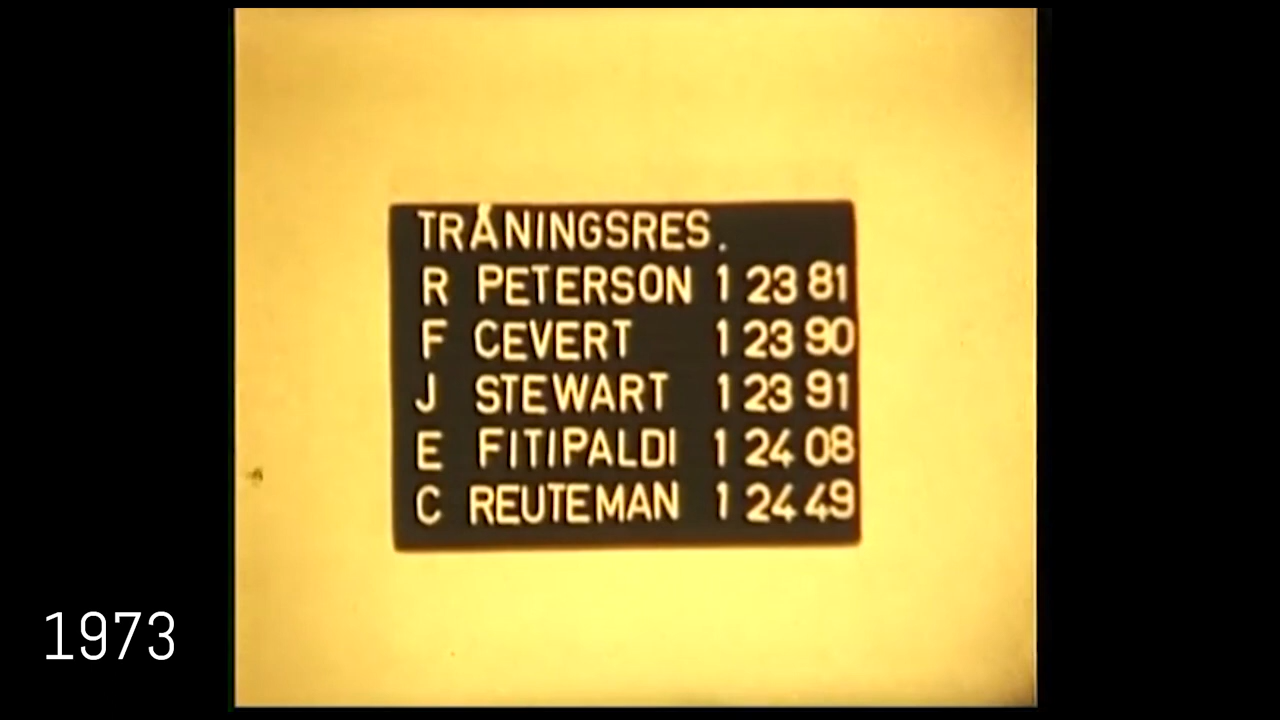 TRÄNINGSRES.
R PETERSON 1 23 81
F CEVERT 1 23 90
J STEWART 1 23 91
E FITIPALDI 1 24 08
C REUTEMAN 1 24 49
1973